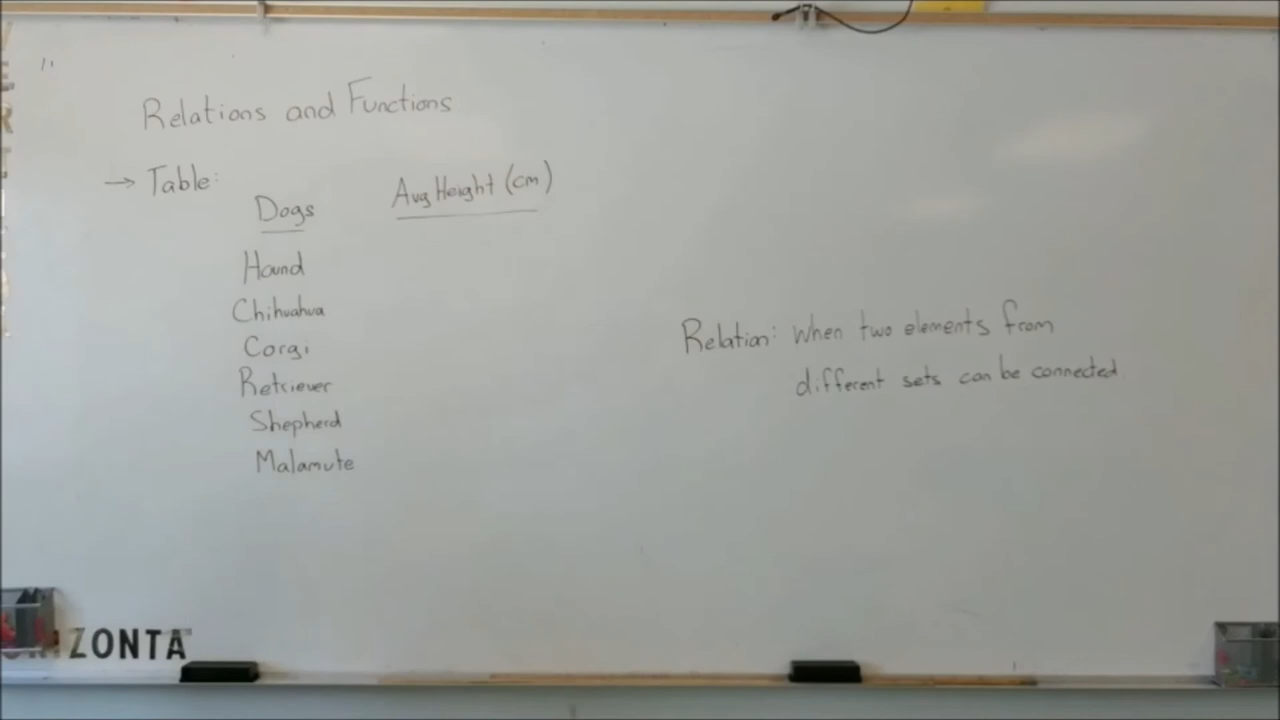 Relations and Functions
→ Table:
Dogs Avg Height (cm)
Hound
Chihuahua
Corgi
Retriever
Shepherd
Malamute
Relation: When two elements from
different sets can be connected
ZONTA